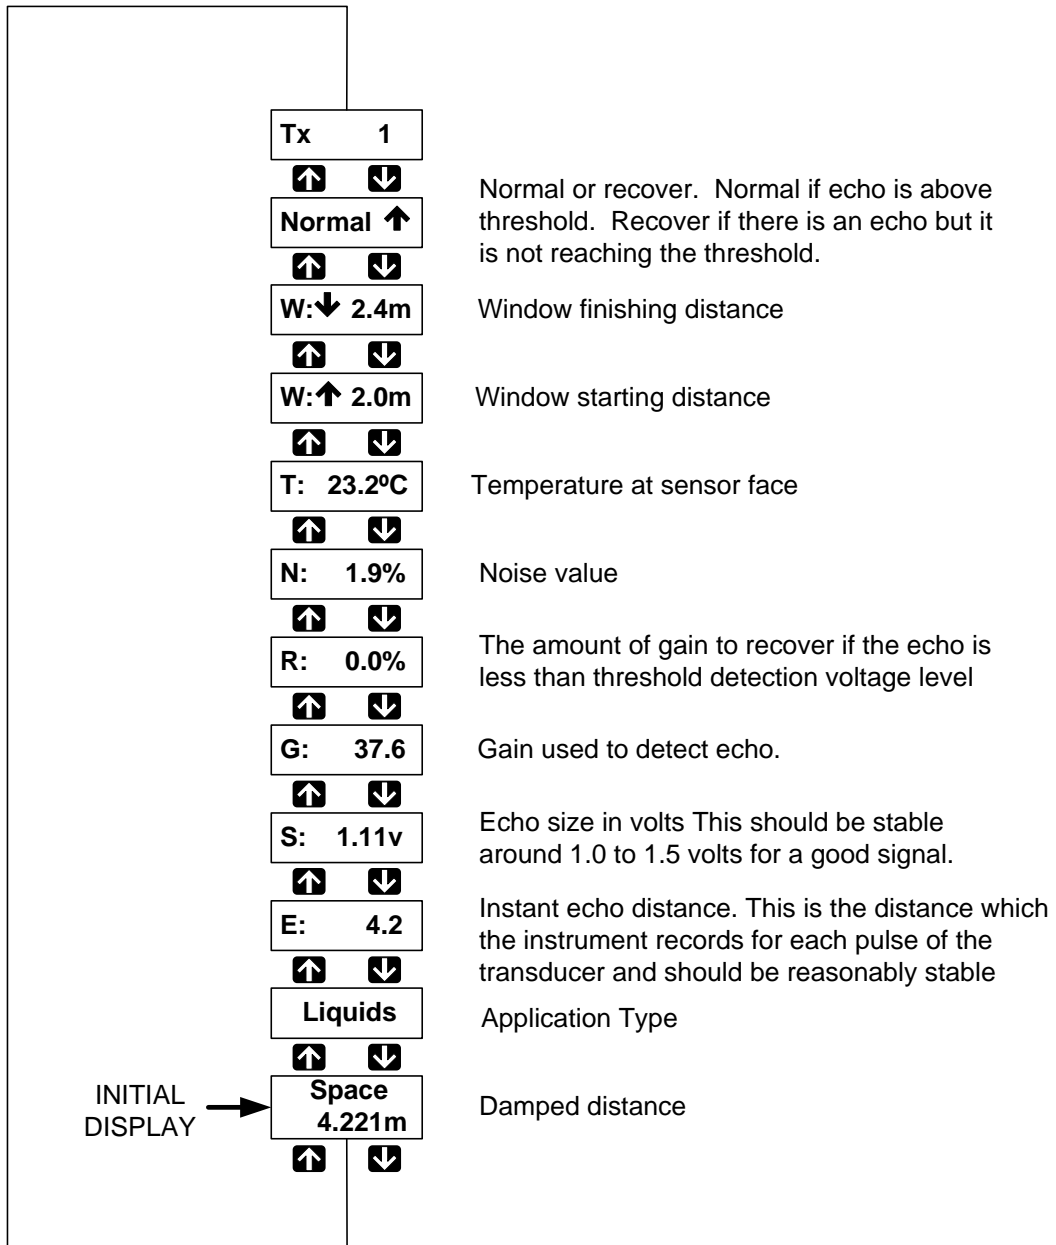 Tx 1
Normal ↑
Normal or recover. Normal if echo is above
threshold. Recover if there is an echo but it
is not reaching the threshold.
W:↓ 2.4m
Window finishing distance
W:↑ 2.0m
Window starting distance
T: 23.2ºC
Temperature at sensor face
N: 1.9%
Noise value
R: 0.0%
The amount of gain to recover if the echo is
less than threshold detection voltage level
G: 37.6
Gain used to detect echo.
S: 1.11v
Echo size in volts This should be stable
around 1.0 to 1.5 volts for a good signal.
E: 4.2
Instant echo distance. This is the distance which
the instrument records for each pulse of the
transducer and should be reasonably stable
Liquids
Application Type
INITIAL
DISPLAY
Space
4.221m
Damped distance